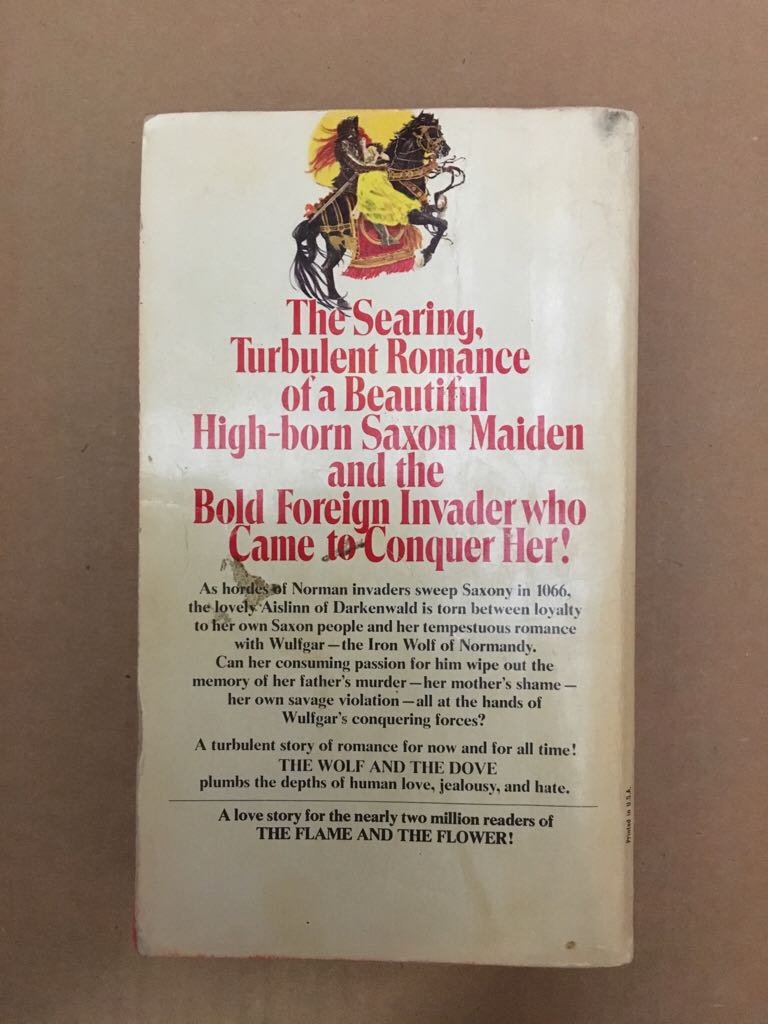 The Searing,
Turbulent Romance
of a Beautiful
High-born Saxon Maiden
and the
Bold Foreign Invader who
Came to Conquer Her!
As hordes of Norman invaders sweep Saxony in 1066,
the lovely Aislinn of Darkenwald is torn between loyalty
to her own Saxon people and her tempestuous romance
with Wulfgar—the Iron Wolf of Normandy.
Can her consuming passion for him wipe out the
memory of her father's murder—her mother's shame—
her own savage violation—all at the hands of
Wulfgar's conquering forces?
A turbulent story of romance for now and for all time!
THE WOLF AND THE DOVE
plumbs the depths of human love, jealousy, and hate.
A love story for the nearly two million readers of
THE FLAME AND THE FLOWER!
Printed in U.S.A.